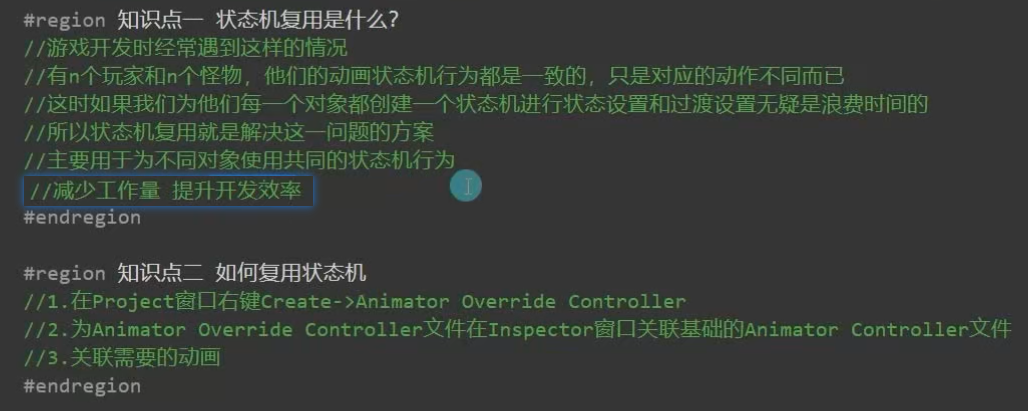 #region 知识点一 状态机复用是什么?
//游戏开发时经常遇到这样的情况
//有n个玩家和n个怪物，他们的动画状态机行为都是一致的，只是对应的动作不同而已
//这时如果我们为他们每一个对象都创建一个状态机进行状态设置和过渡设置无疑是浪费时间的
//所以状态机复用就是解决这一问题的方案
//主要用于为不同对象使用共同的状态机行为
//减少工作量 提升开发效率
#endregion
#region 知识点二 如何复用状态机
//1.在Project窗口右键Create->Animator Override Controller
//2.为Animator Override Controller文件在Inspector窗口关联基础的Animator Controller文件
//3.关联需要的动画
#endregion